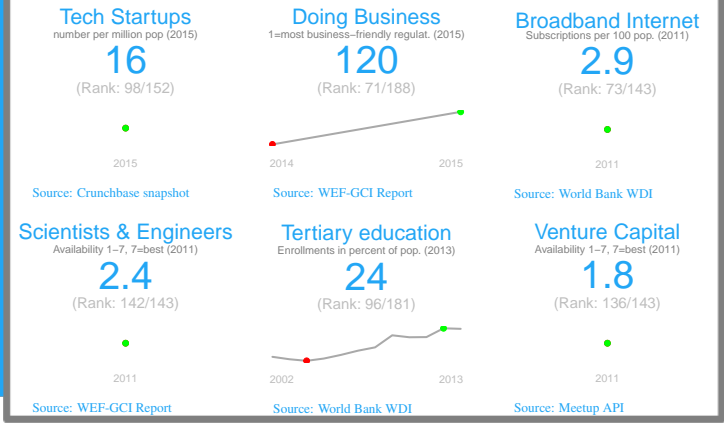 Tech Startups
number per million pop (2015)
16
(Rank: 98/152)
2015
Source: Crunchbase snapshot
Doing Business
1=most business−friendly regulat. (2015)
120
(Rank: 71/188)
2014 2015
Source: WEF-GCI Report
Broadband Internet
Subscriptions per 100 pop. (2011)
2.9
(Rank: 73/143)
2011
Source: World Bank WDI
Scientists & Engineers
Availability 1−7, 7=best (2011)
2.4
(Rank: 142/143)
2011
Source: WEF-GCI Report
Tertiary education
Enrollments in percent of pop. (2013)
24
(Rank: 96/181)
2002 2013
Source: World Bank WDI
Venture Capital
Availability 1−7, 7=best (2011)
1.8
(Rank: 136/143)
2011
Source: Meetup API